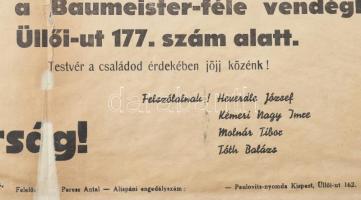 a Baumeister-féle vendégl
Üllői-ut 177. szám alatt.
Testvér a családod érdekében jöjj közénk!
Felszólalnak: Haverdle József
Kémeri Nagy Imre
Molnár Tibor
Tóth Balázs
rság!
Felelő Peress Antal — Alispáni engedélyszám: — Paulovits-nyomda Kispest, Üllői-ut 162.